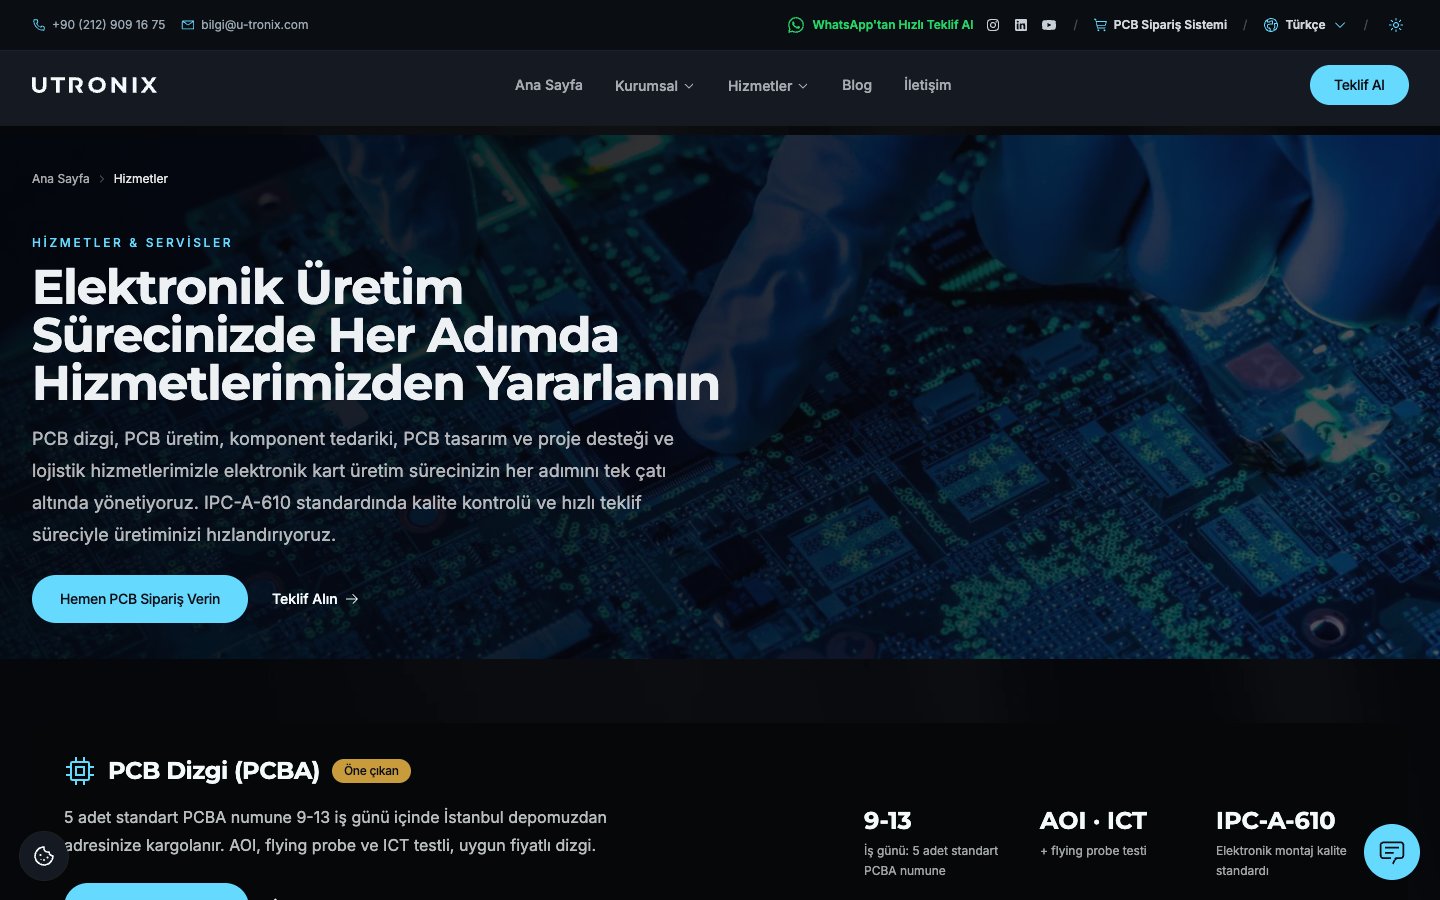 +90 (212) 909 16 75
bilgi@u-tronix.com
WhatsApp'tan Hızlı Teklif Al
/
PCB Sipariş Sistemi
/
Türkçe
/
UTRONIX
Ana Sayfa
Kurumsal
Hizmetler
Blog
İletişim
Teklif Al
Ana Sayfa
Hizmetler
HİZMETLER & SERVİSLER
Elektronik Üretim
Sürecinizde Her Adımda
Hizmetlerimizden Yararlanın
PCB dizgi, PCB üretim, komponent tedariki, PCB tasarım ve proje desteği ve
lojistik hizmetlerimizle elektronik kart üretim sürecinizin her adımını tek çatı
altında yönetiyoruz. IPC-A-610 standardında kalite kontrolü ve hızlı teklif
süreciyle üretiminizi hızlandırıyoruz.
Hemen PCB Sipariş Verin
Teklif Alın
PCB Dizgi (PCBA)
Öne çıkan
5 adet standart PCBA numune 9-13 iş günü içinde İstanbul depomuzdan
adresinize kargolanır. AOI, flying probe ve ICT testli, uygun fiyatlı dizgi.
9-13
İş günü: 5 adet standart
PCBA numune
AOI · ICT
+ flying probe testi
IPC-A-610
Elektronik montaj kalite
standardı